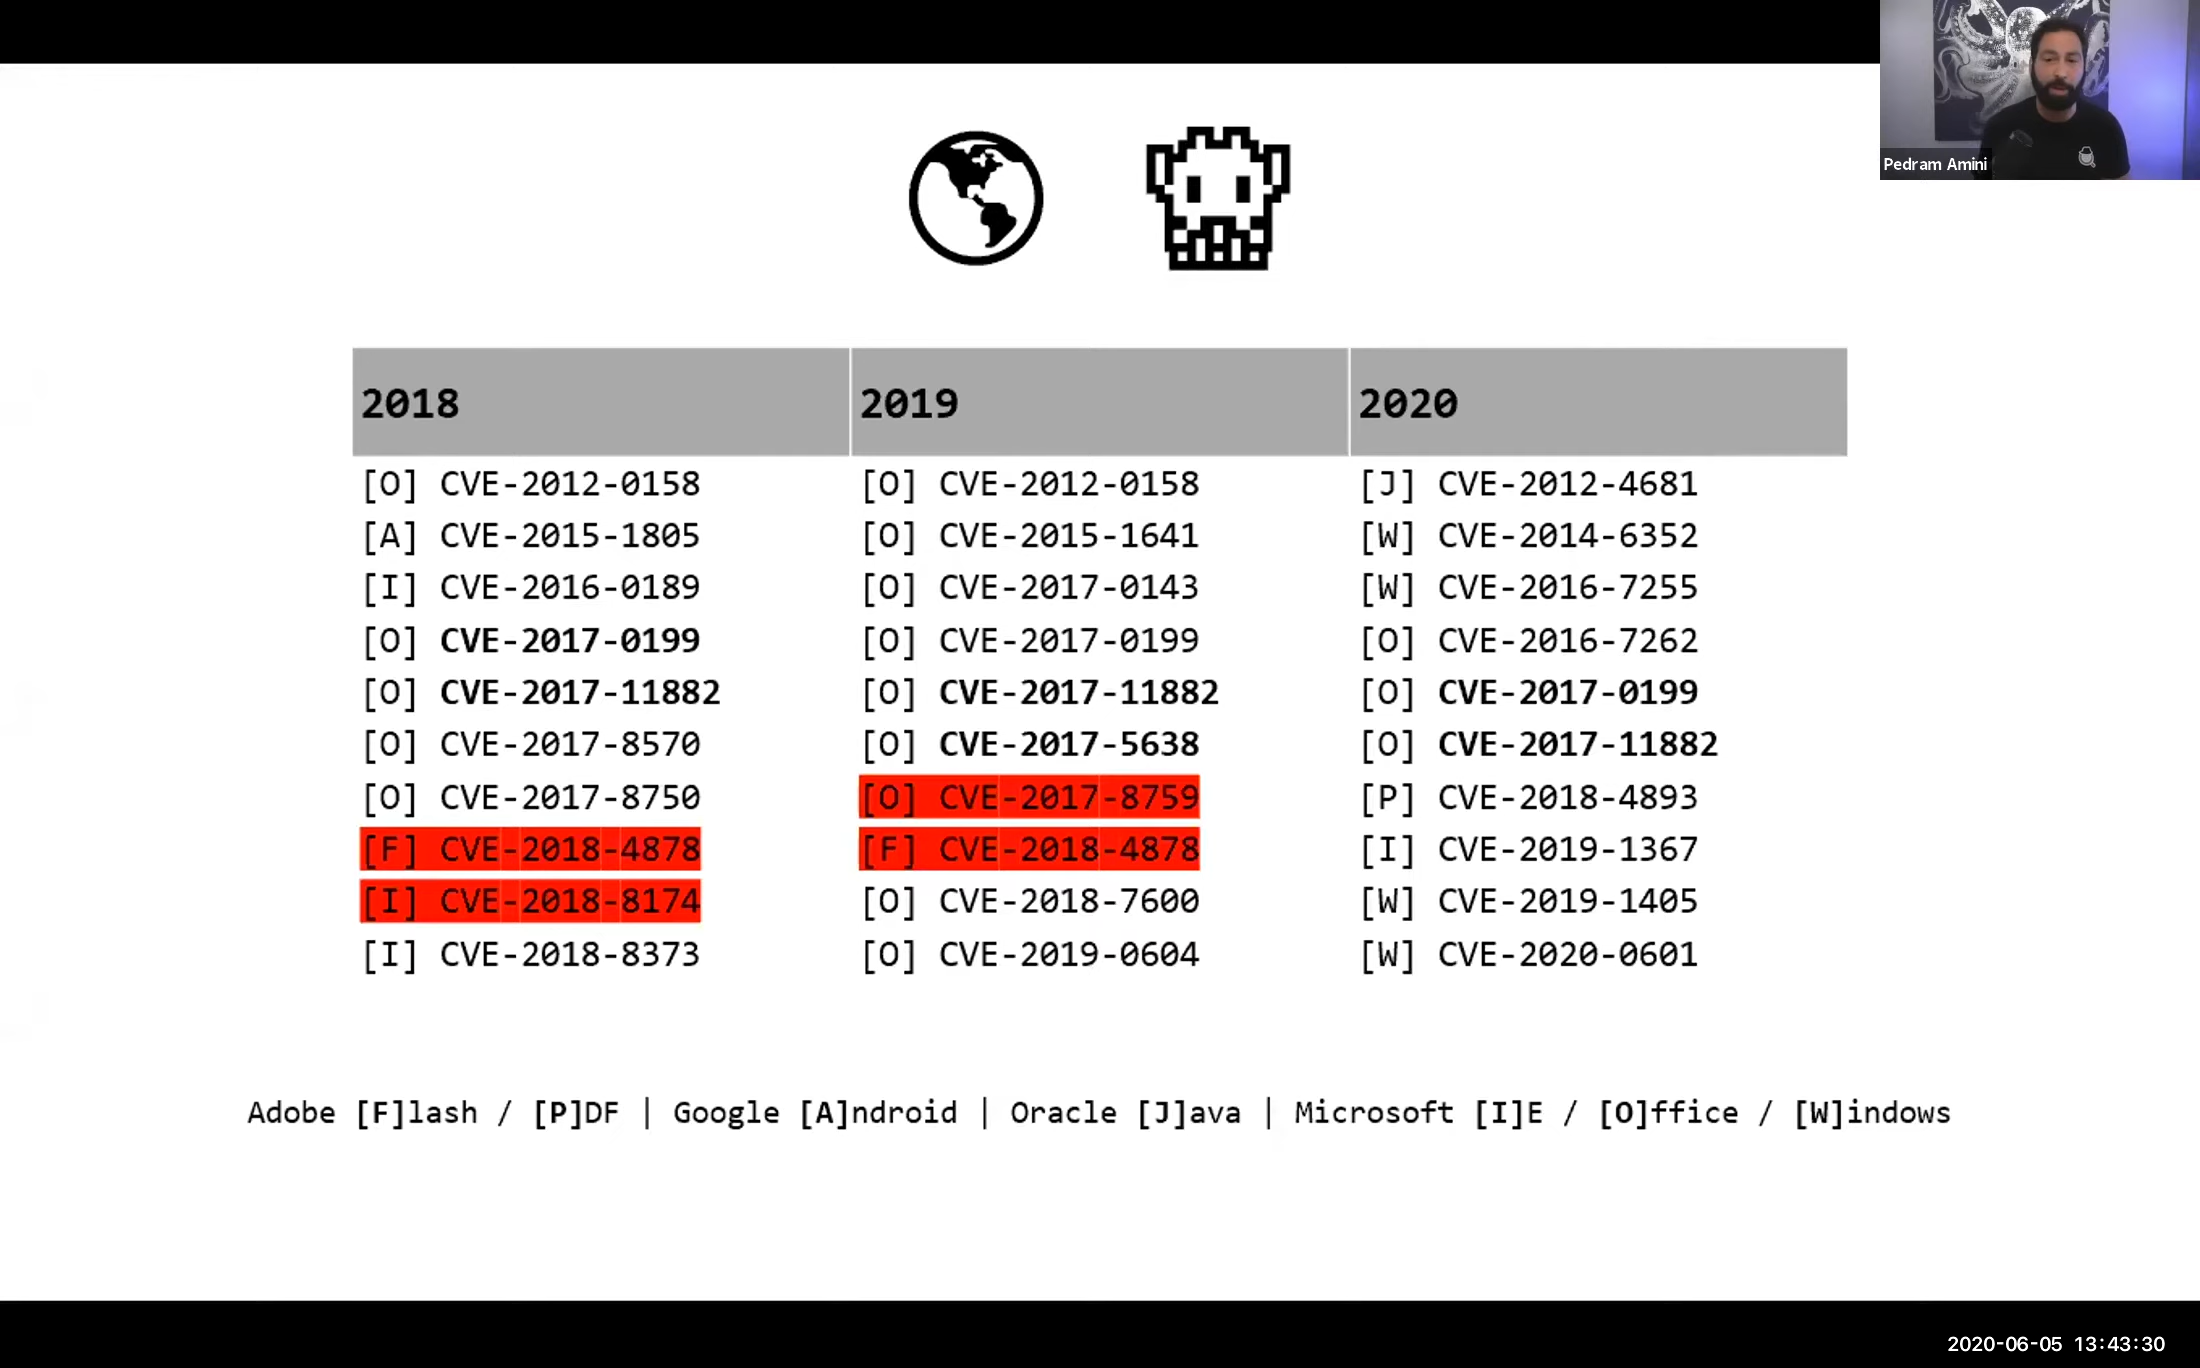 Pedram Amini
2018 2019 2020
[O] CVE-2012-0158 [O] CVE-2012-0158 [J] CVE-2012-4681
[A] CVE-2015-1805 [O] CVE-2015-1641 [W] CVE-2014-6352
[I] CVE-2016-0189 [O] CVE-2017-0143 [W] CVE-2016-7255
[O] CVE-2017-0199 [O] CVE-2017-0199 [O] CVE-2016-7262
[O] CVE-2017-11882 [O] CVE-2017-11882 [O] CVE-2017-0199
[O] CVE-2017-8570 [O] CVE-2017-5638 [O] CVE-2017-11882
[O] CVE-2017-8750 [O] CVE-2017-8759 [P] CVE-2018-4893
[F] CVE-2018-4878 [F] CVE-2018-4878 [I] CVE-2019-1367
[I] CVE-2018-8174 [O] CVE-2018-7600 [W] CVE-2019-1405
[I] CVE-2018-8373 [O] CVE-2019-0604 [W] CVE-2020-0601
Adobe [F]lash / [P]DF | Google [A]ndroid | Oracle [J]ava | Microsoft [I]E / [O]ffice / [W]indows
2020-06-05 13:43:30